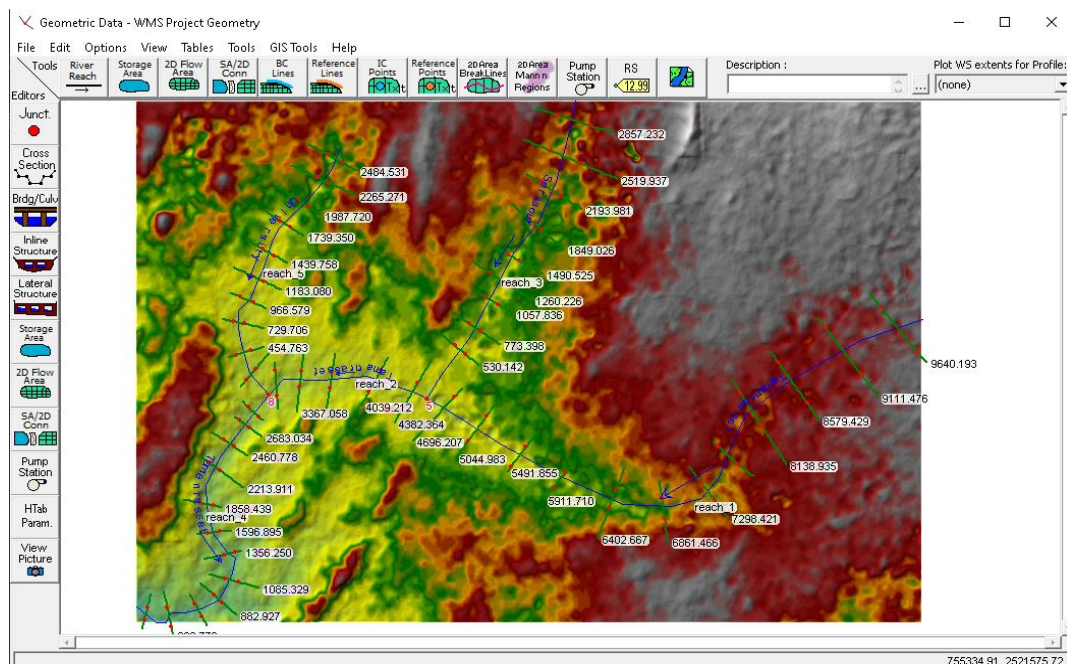 Geometric Data - WMS Project Geometry
File Edit Options View Tables Tools GIS Tools Help
Tools
River Reach
Storage Area
2D Flow Area
SA/2D Conn
BC Lines
Reference Lines
IC Points
Reference Points
2D Area BreakLines
2D Area Mann n Regions
Pump Station
RS
12.99
Description :
...
Plot WS extents for Profile:
(none)
Editors
Junct.
Cross Section
Brdg/Culv
Inline Structure
Lateral Structure
Storage Area
2D Flow Area
SA/2D Conn
Pump Station
HTab Param.
View Picture
2857.232
2484.531
2519.937
2265.271
2193.981
1987.720
1739.350
1849.026
1439.758
1490.525
reach_5
reach_3
1183.080
1260.226
966.579
1057.836
729.706
773.398
454.763
530.142
9640.193
reach_2
9111.476
4039.212
3367.058
8
5
4382.364
8579.429
2683.034
4696.207
2460.778
5044.983
8138.935
5491.855
2213.911
5911.710
1858.439
reach_1
reach_4
7298.421
1596.895
6402.667
6861.466
1356.250
1085.329
882.927
Tamanrasset
755334.91, 2521575.72